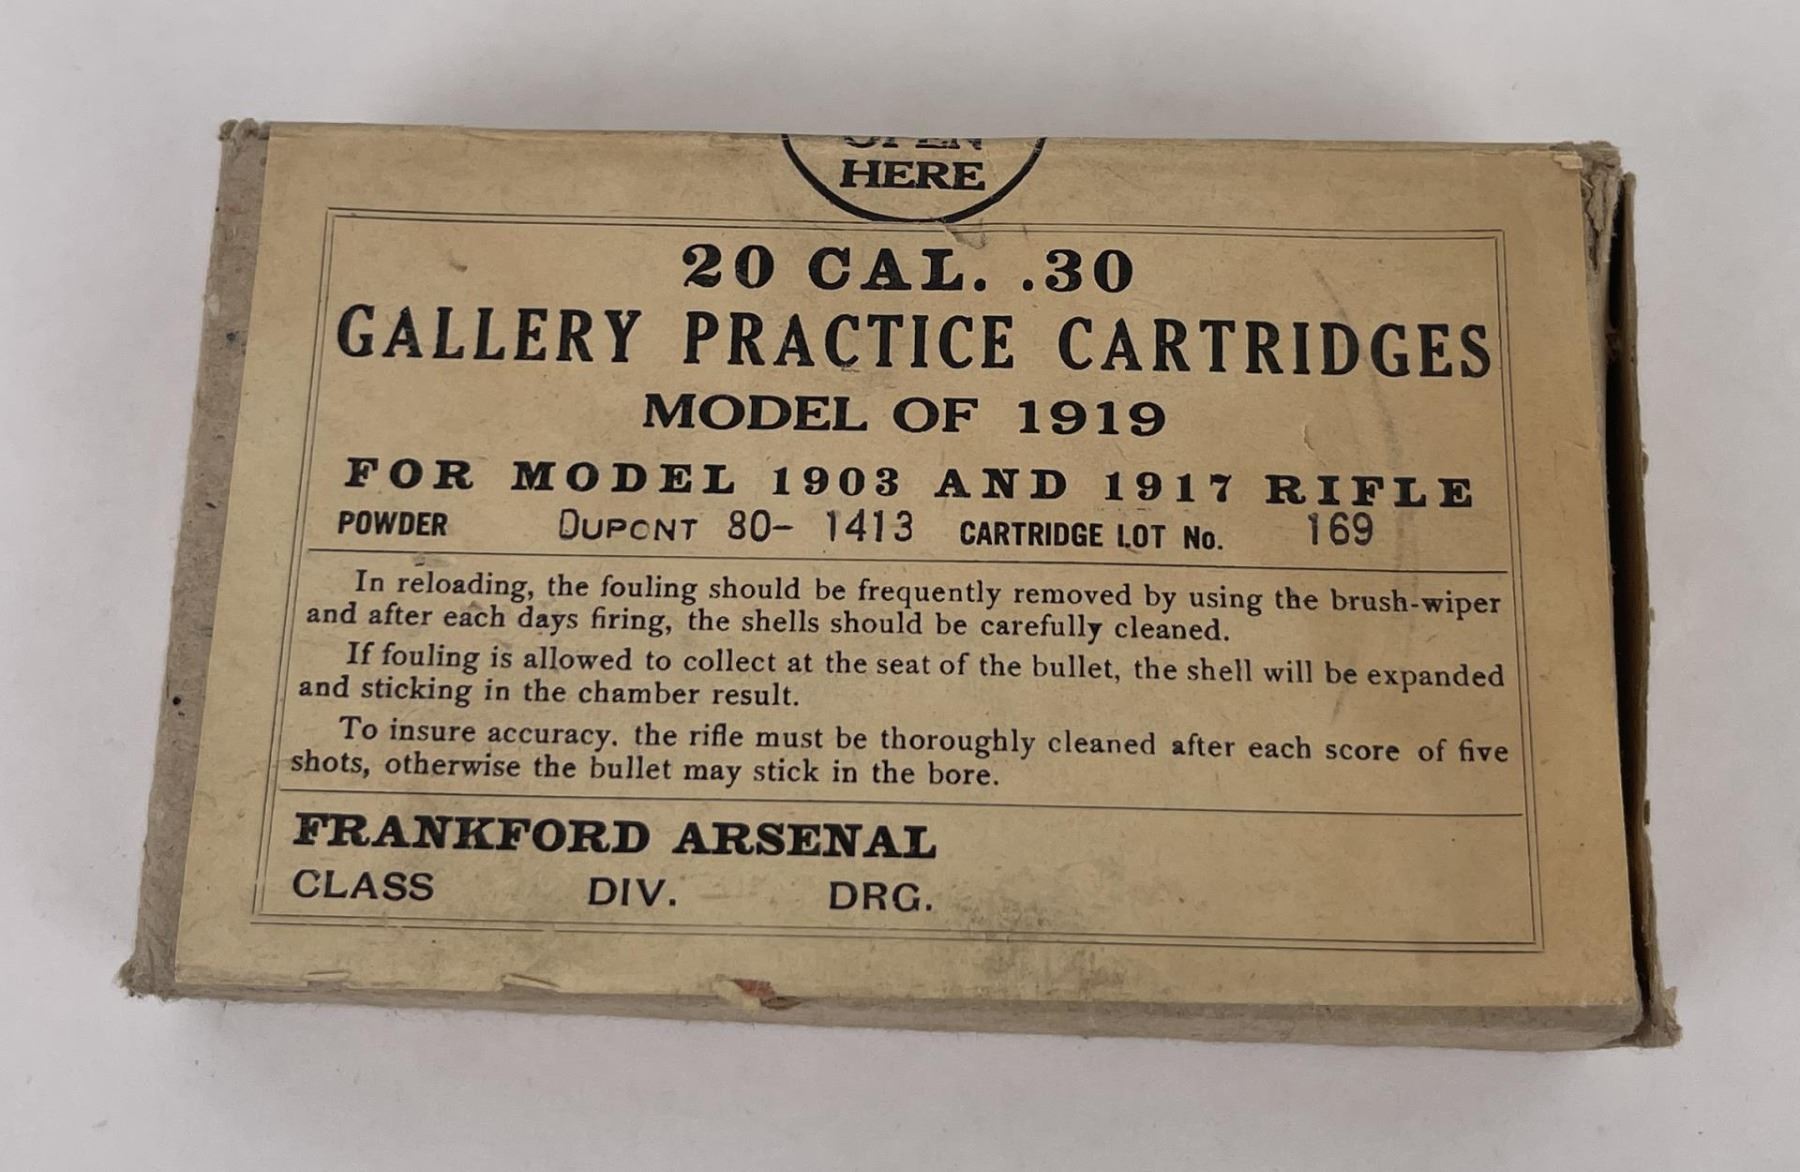 OPEN
HERE
20 CAL. .30
GALLERY PRACTICE CARTRIDGES
MODEL OF 1919
FOR MODEL 1903 AND 1917 RIFLE
POWDER DUPONT 80- 1413 CARTRIDGE LOT No. 169
In reloading, the fouling should be frequently removed by using the brush-wiper
and after each days firing, the shells should be carefully cleaned.
If fouling is allowed to collect at the seat of the bullet, the shell will be expanded
and sticking in the chamber result.
To insure accuracy. the rifle must be thoroughly cleaned after each score of five
shots, otherwise the bullet may stick in the bore.
FRANKFORD ARSENAL
CLASS DIV. DRG.